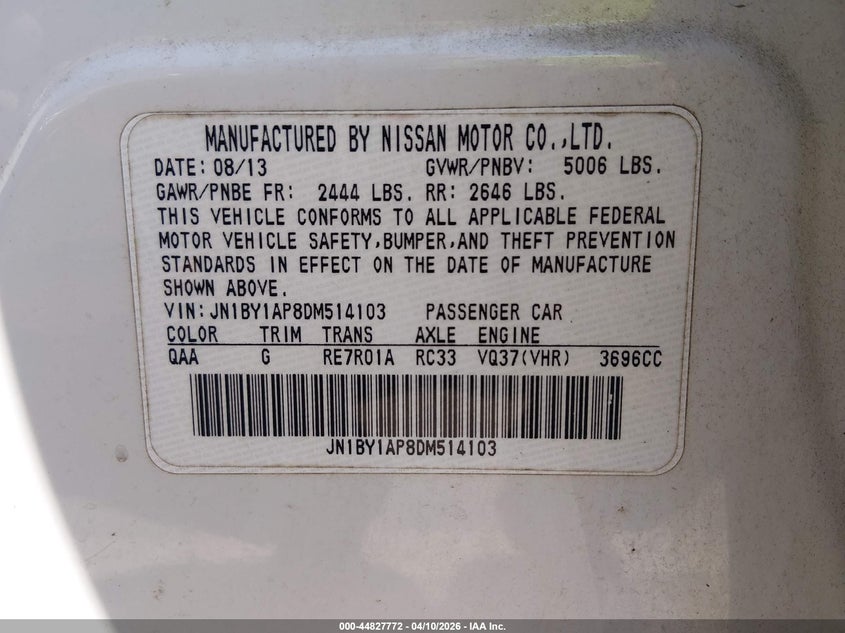 MANUFACTURED BY NISSAN MOTOR CO.,LTD.
DATE: 08/13 GVWR/PNBV: 5006 LBS.
GAWR/PNBE FR: 2444 LBS. RR: 2646 LBS.
THIS VEHICLE CONFORMS TO ALL APPLICABLE FEDERAL
MOTOR VEHICLE SAFETY,BUMPER,AND THEFT PREVENTION
STANDARDS IN EFFECT ON THE DATE OF MANUFACTURE
SHOWN ABOVE.
VIN:JN1BY1AP8DM514103 PASSENGER CAR
COLOR TRIM TRANS AXLE ENGINE
QAA G RE7R01A RC33 VQ37(VHR) 3696CC
JN1BY1AP8DM514103
000-44827772 — 04/10/2026 - IAA Inc.